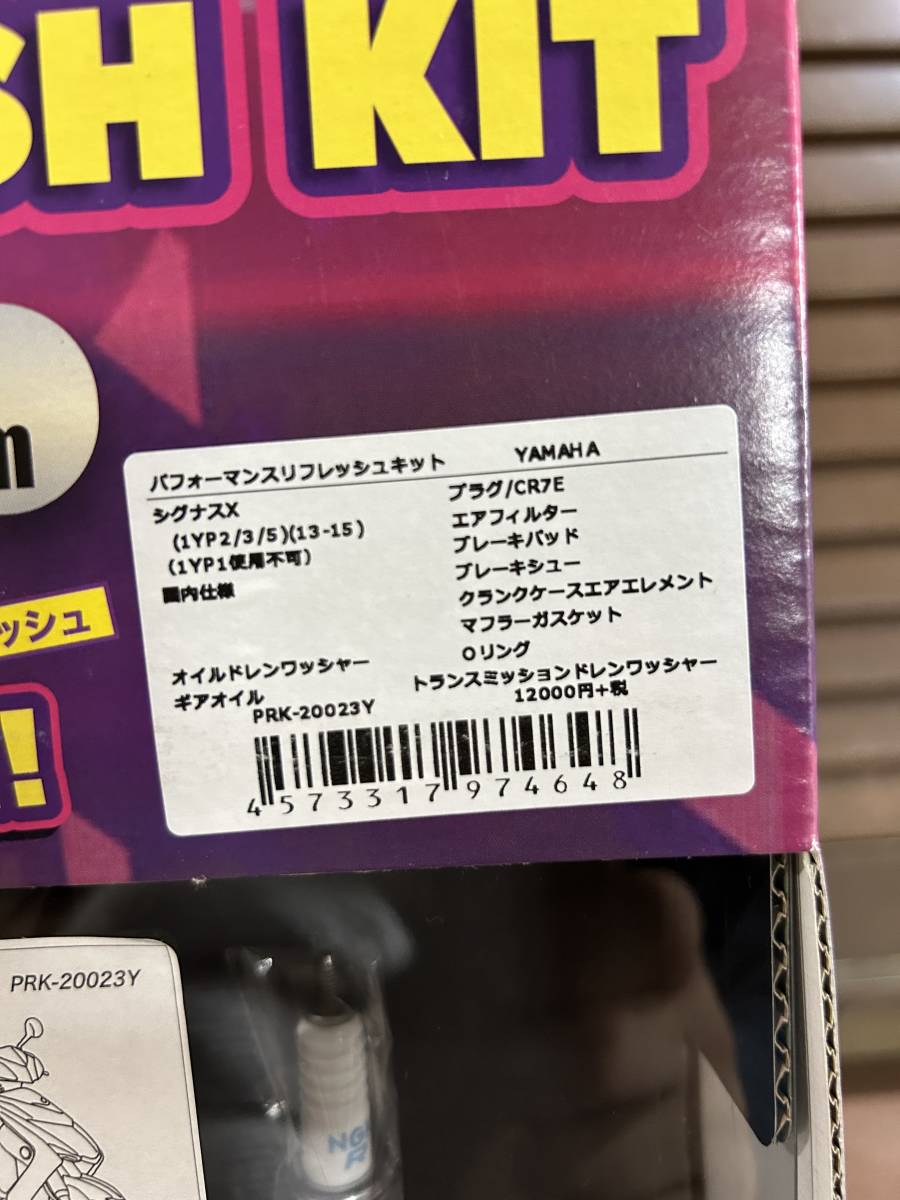 SH KIT
m
パフォーマンスリフレッシュキット YAMAHA
シグナスX
(1YP2/3/5)(13-15)
(1YP1使用不可)
国内仕様
プラグ/CR7E
エアフィルター
ブレーキパッド
ブレーキシュー
クランクケースエアエレメント
マフラーガスケット
Oリング
オイルドレンワッシャー
トランスミッションドレンワッシャー
ギアオイル
12000円+税
PRK-20023Y
4573317974648
ッシュ
!
PRK-20023Y
NG
R